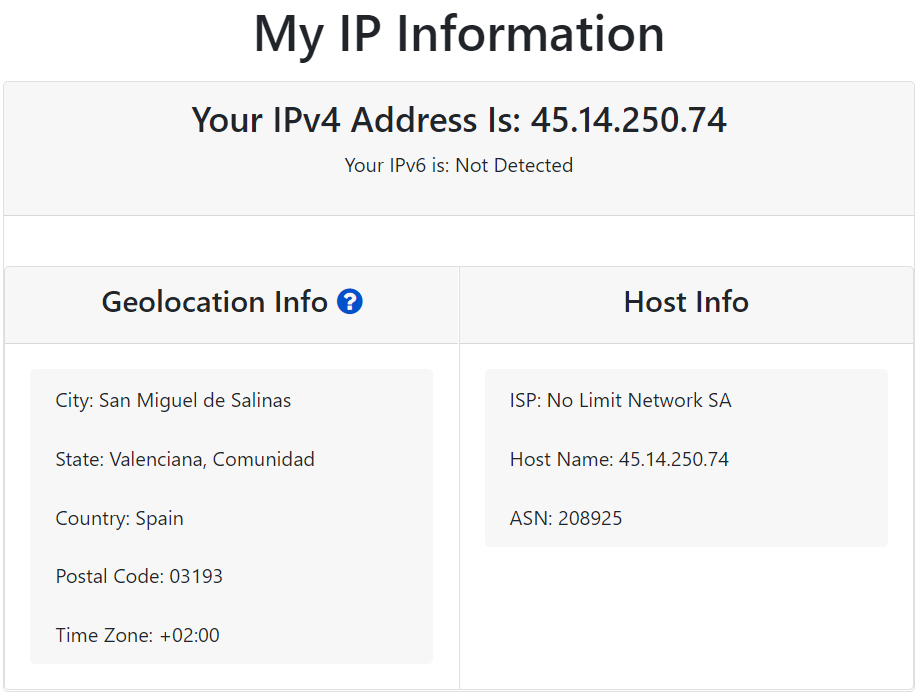 My IP Information
Your IPv4 Address Is: 45.14.250.74
Your IPv6 is: Not Detected
Geolocation Info ?
City: San Miguel de Salinas
State: Valenciana, Comunidad
Country: Spain
Postal Code: 03193
Time Zone: +02:00
Host Info
ISP: No Limit Network SA
Host Name: 45.14.250.74
ASN: 208925